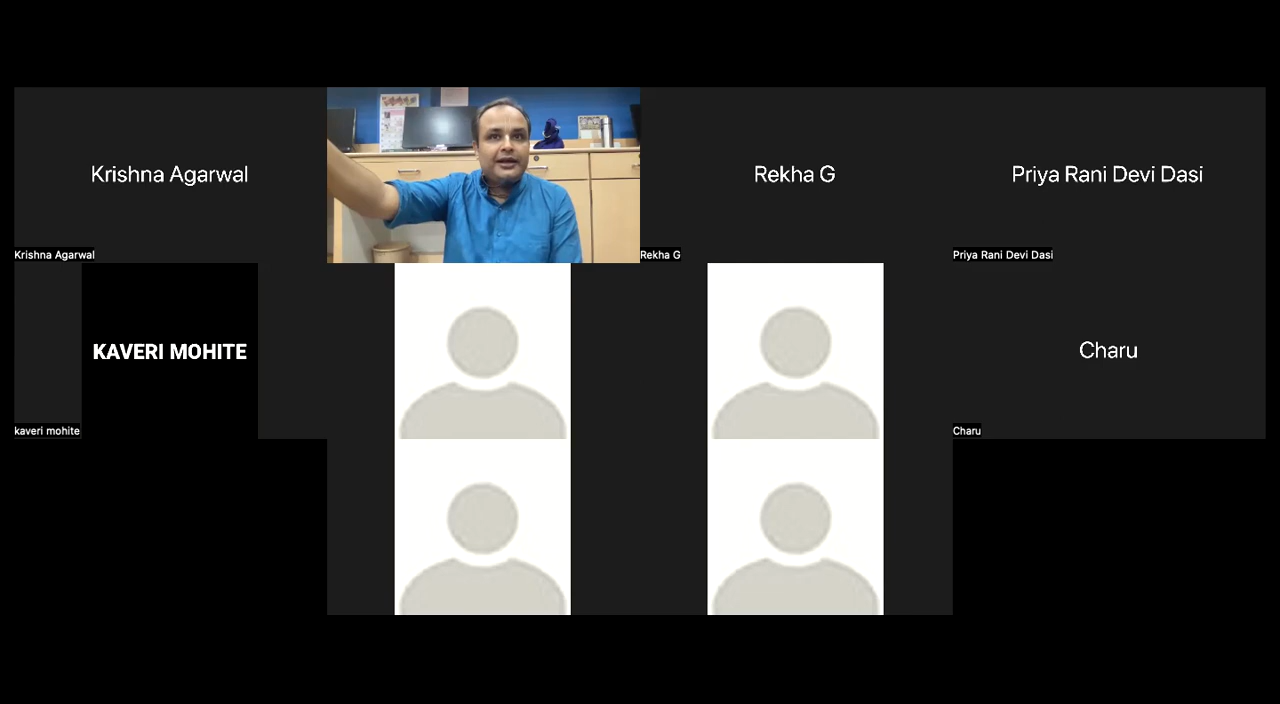 Krishna Agarwal
Krishna Agarwal
Rekha G
Rekha G
Priya Rani Devi Dasi
Priya Rani Devi Dasi
KAVERI MOHITE
kaveri mohite
Charu
Charu